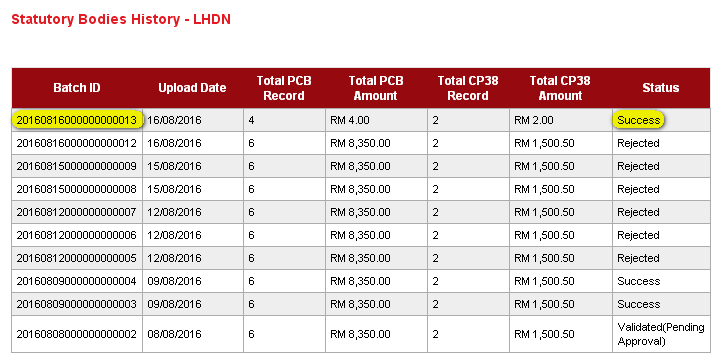 Statutory Bodies History - LHDN
Batch ID Upload Date Total PCB Record Total PCB Amount Total CP38 Record Total CP38 Amount Status
20160816000000000013 16/08/2016 4 RM 4.00 2 RM 2.00 Success
20160816000000000012 16/08/2016 6 RM 8,350.00 2 RM 1,500.50 Rejected
20160815000000000009 15/08/2016 6 RM 8,350.00 2 RM 1,500.50 Rejected
20160815000000000008 15/08/2016 6 RM 8,350.00 2 RM 1,500.50 Rejected
20160812000000000007 12/08/2016 6 RM 8,350.00 2 RM 1,500.50 Rejected
20160812000000000006 12/08/2016 6 RM 8,350.00 2 RM 1,500.50 Rejected
20160812000000000005 12/08/2016 6 RM 8,350.00 2 RM 1,500.50 Rejected
20160809000000000004 09/08/2016 6 RM 8,350.00 2 RM 1,500.50 Success
20160809000000000003 09/08/2016 6 RM 8,350.00 2 RM 1,500.50 Success
20160808000000000002 08/08/2016 6 RM 8,350.00 2 RM 1,500.50 Validated(Pending Approval)